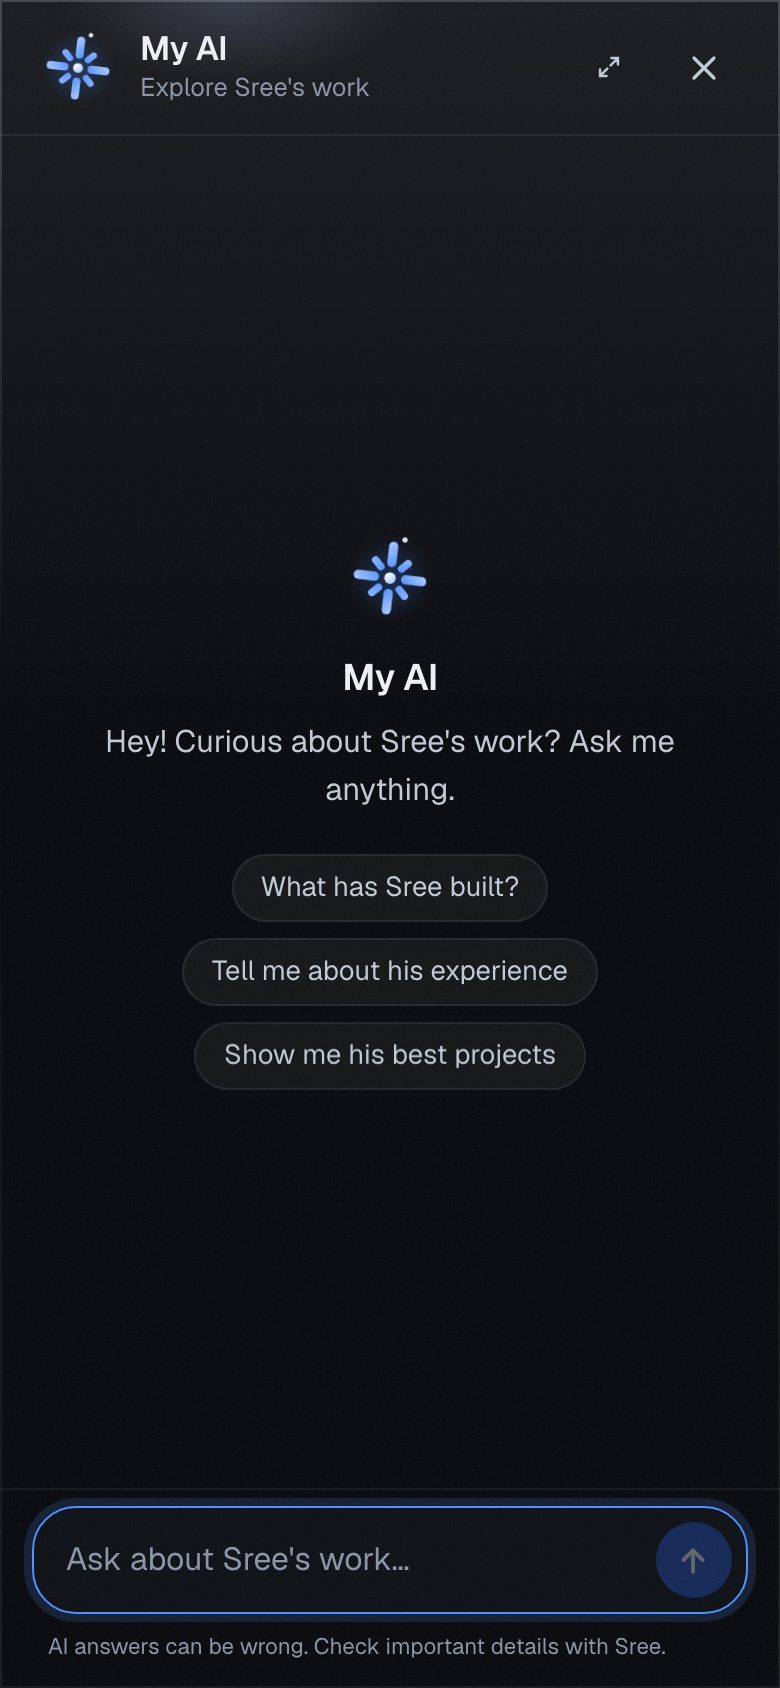 My AI
Explore Sree's work
My AI
Hey! Curious about Sree's work? Ask me
anything.
What has Sree built?
Tell me about his experience
Show me his best projects
Ask about Sree's work...
AI answers can be wrong. Check important details with Sree.